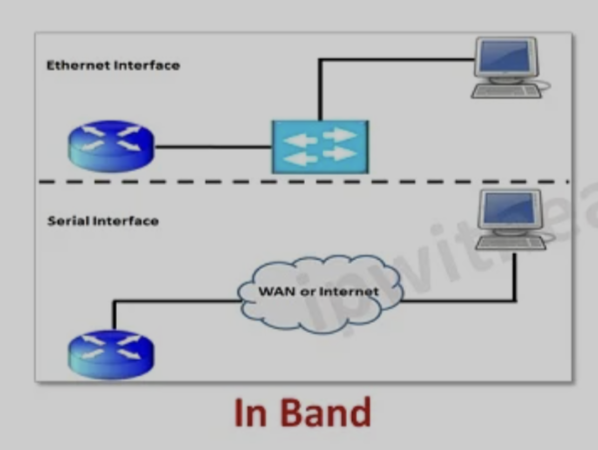 Ethernet Interface
Serial Interface
WAN or Internet
In Band